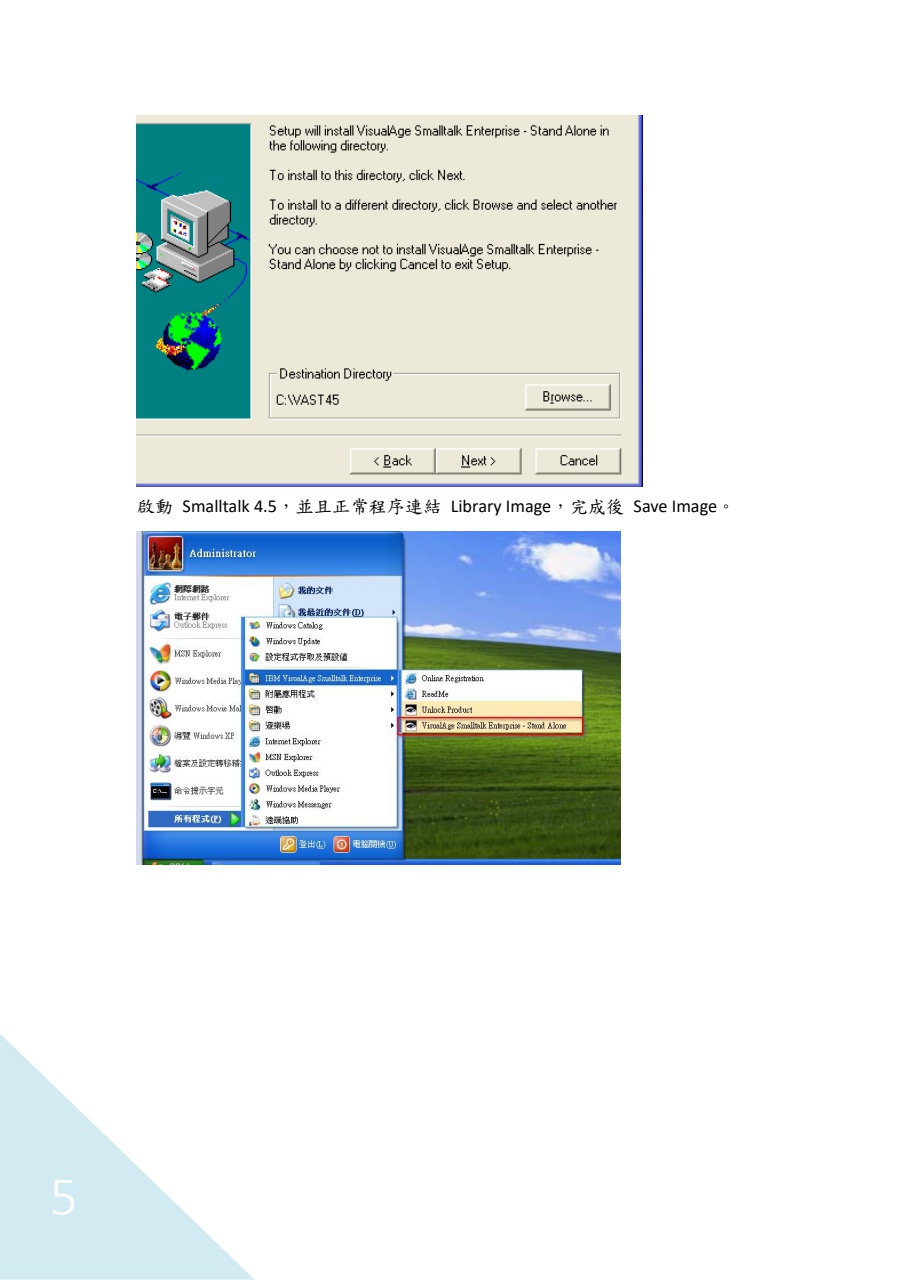 Setup will install VisualAge Smalltalk Enterprise - Stand Alone in
the following directory.
To install to this directory, click Next.
To install to a different directory, click Browse and select another
directory.
You can choose not to install VisualAge Smalltalk Enterprise -
Stand Alone by clicking Cancel to exit Setup.
Destination Directory
C:\VAST45
Browse...
< Back
Next >
Cancel
啟動 Smalltalk 4.5，並且正常程序連結 Library Image，完成後 Save Image。
Administrator
網際網路
Internet Explorer
電子郵件
Outlook Express
MSN Explorer
Windows Media Play
Windows Movie Mal
導覽 Windows XP
檔案及設定轉移精
命令提示字元
所有程式(P)
我的文件
我最近的文件(D)
Windows Catalog
Windows Update
設定程式存取及預設值
IBM VisualAge Smalltalk Enterprise
附屬應用程式
啟動
遊樂場
Internet Explorer
MSN Explorer
Outlook Express
Windows Media Player
Windows Messenger
遠端協助
Online Registration
ReadMe
Unlock Product
VisualAge Smalltalk Enterprise - Stand Alone
登出(L)
電腦關機(U)
5